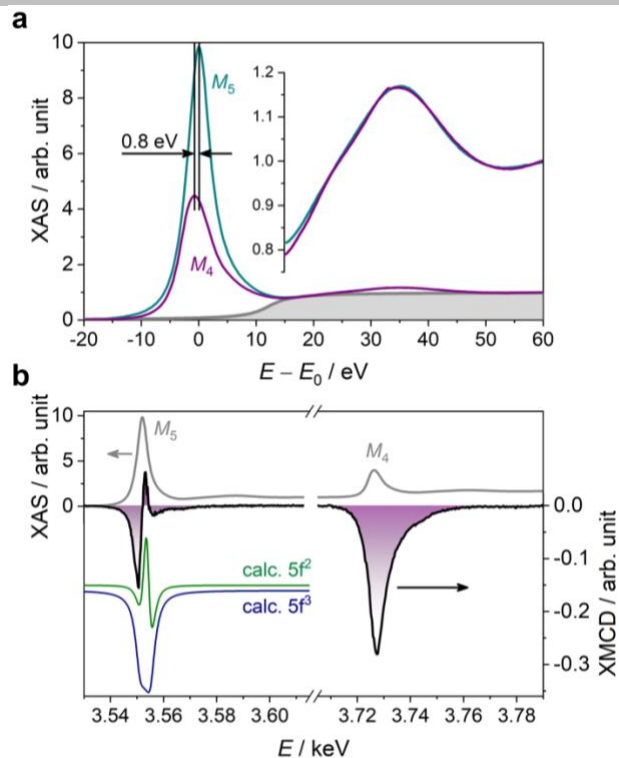 a
10
8
6
4
2
0
XAS / arb. unit
0.8 eV
M5
M4
1.2
1.1
1.0
0.9
0.8
-20 -10 0 10 20 30 40 50 60
E – E0 / eV
b
10
5
0
XAS / arb. unit
M5
M4
calc. 5f²
calc. 5f³
0.0
-0.1
-0.2
-0.3
XMCD / arb. unit
3.54 3.56 3.58 3.60 3.72 3.74 3.76 3.78
E / keV